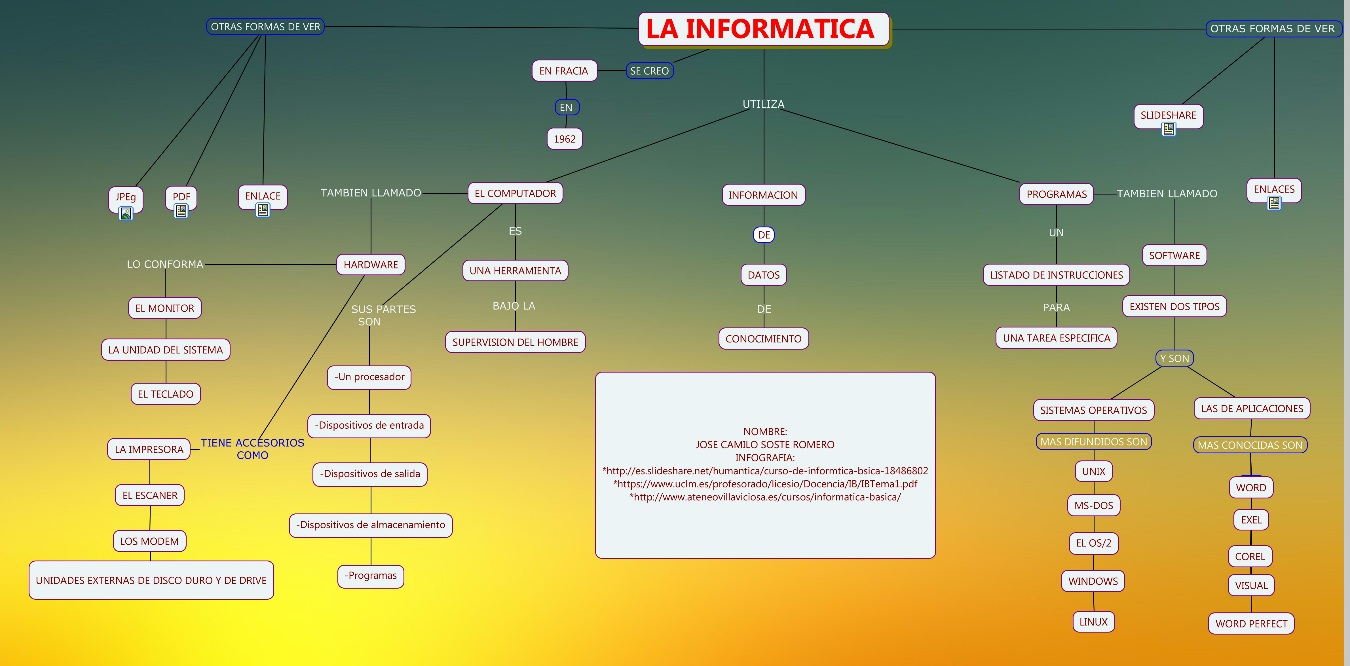 LA INFORMATICA
OTRAS FORMAS DE VER
OTRAS FORMAS DE VER
EN FRACIA
SE CREO
EN
1962
UTILIZA
SLIDESHARE
ENLACES
JPEg
PDF
ENLACE
TAMBIEN LLAMADO
EL COMPUTADOR
INFORMACION
PROGRAMAS
TAMBIEN LLAMADO
ES
DE
UN
LO CONFORMA
HARDWARE
UNA HERRAMIENTA
DATOS
LISTADO DE INSTRUCCIONES
SOFTWARE
EL MONITOR
SUS PARTES
SON
BAJO LA
DE
PARA
EXISTEN DOS TIPOS
LA UNIDAD DEL SISTEMA
SUPERVISION DEL HOMBRE
CONOCIMIENTO
UNA TAREA ESPECIFICA
Y SON
EL TECLADO
-Un procesador
-Dispositivos de entrada
-Dispositivos de salida
-Dispositivos de almacenamiento
-Programas
LA IMPRESORA
TIENE ACCESORIOS
COMO
EL ESCANER
LOS MODEM
UNIDADES EXTERNAS DE DISCO DURO Y DE DRIVE
NOMBRE:
JOSE CAMILO SOSTE ROMERO
INFOGRAFIA:
*http://es.slideshare.net/humantica/curso-de-informtica-bsica-18486802
*https://www.uclm.es/profesorado/licesio/Docencia/IB/IBTema1.pdf
*http://www.ateneovillaviciosa.es/cursos/informatica-basica/
SISTEMAS OPERATIVOS
MAS DIFUNDIDOS SON
UNIX
MS-DOS
EL OS/2
WINDOWS
LINUX
LAS DE APLICACIONES
MAS CONOCIDAS SON
WORD
EXEL
COREL
VISUAL
WORD PERFECT